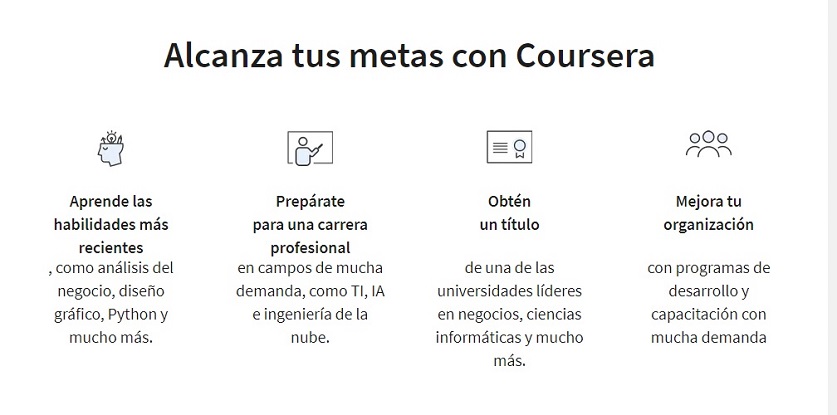 Alcanza tus metas con Coursera
Aprende las
habilidades más
recientes
, como análisis del
negocio, diseño
gráfico, Python y
mucho más.
Prepárate
para una carrera
profesional
en campos de mucha
demanda, como TI, IA
e ingeniería de la
nube.
Obtén
un título
de una de las
universidades líderes
en negocios, ciencias
informáticas y mucho
más.
Mejora tu
organización
con programas de
desarrollo y
capacitación con
mucha demanda